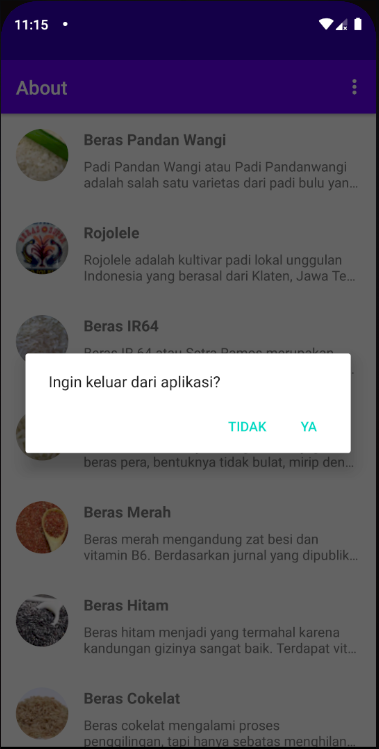 11:15
About
Beras Pandan Wangi
Padi Pandan Wangi atau Padi Pandanwangi
adalah salah satu varietas dari padi bulu yan...
Rojolele
Rojolele adalah kultivar padi lokal unggulan
Indonesia yang berasal dari Klaten, Jawa Te...
Beras IR64
Beras IR 64 atau Setra Ramos merupakan
Ingin keluar dari aplikasi?
TIDAK YA
beras pera, bentuknya tidak bulat, mirip den...
Beras Merah
Beras merah mengandung zat besi dan
vitamin B6. Berdasarkan jurnal yang dipublik...
Beras Hitam
Beras hitam menjadi yang termahal karena
kandungan gizinya sangat baik. Terdapat vit...
Beras Cokelat
Beras cokelat mengalami proses
penggilingan, tapi hanya sebatas menghilan...